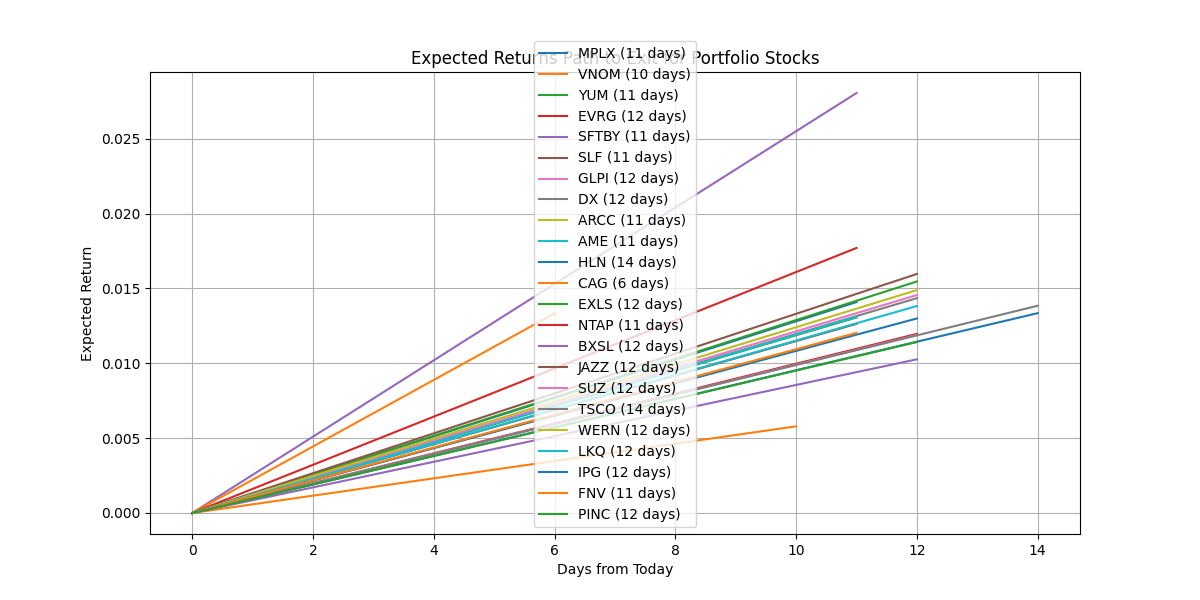 Expected Returns Path to Exit for Portfolio Stocks
MPLX (11 days)
VNOM (10 days)
YUM (11 days)
EVRG (12 days)
SFTBY (11 days)
SLF (11 days)
GLPI (12 days)
DX (12 days)
ARCC (11 days)
AME (11 days)
HLN (14 days)
CAG (6 days)
EXLS (12 days)
NTAP (11 days)
BXSL (12 days)
JAZZ (12 days)
SUZ (12 days)
TSCO (14 days)
WERN (12 days)
LKQ (12 days)
IPG (12 days)
FNV (11 days)
PINC (12 days)
Expected Return
0.025
0.020
0.015
0.010
0.005
0.000
0 2 4 6 8 10 12 14
Days from Today